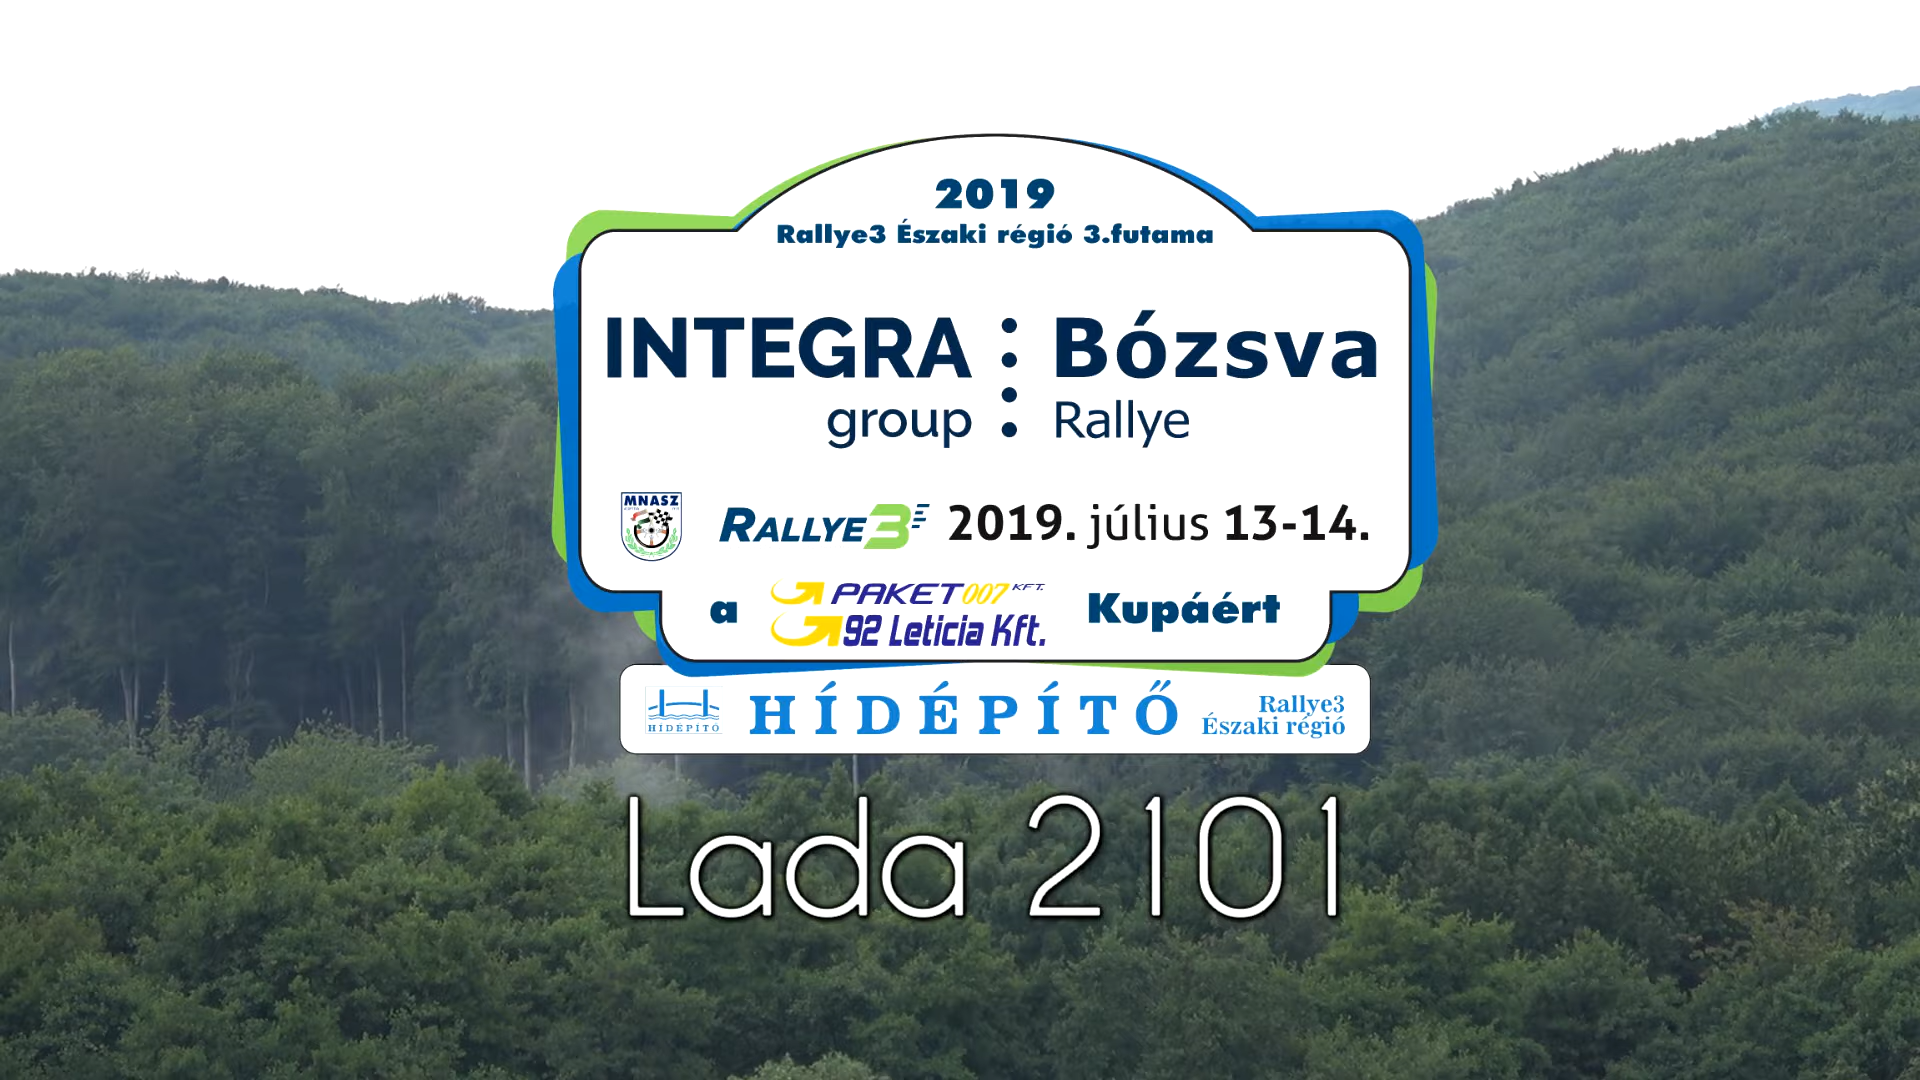 2019
Rallye3 Északi régió 3.futama
INTEGRA
group
Bózsva
Rallye
MNASZ
RALLYE3
2019. július 13-14.
a
PAKET007 KFT.
92 Leticia Kft.
Kupáért
HÍDÉPÍTŐ
HÍDÉPÍTŐ
Rallye3
Északi régió
Lada 2101